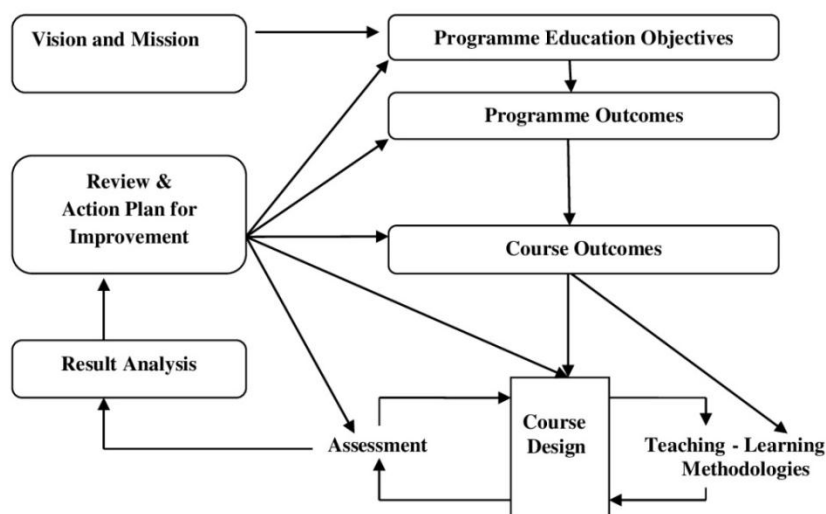 Vision and Mission
Programme Education Objectives
Programme Outcomes
Review &
Action Plan for
Improvement
Course Outcomes
Result Analysis
Assessment
Course
Design
Teaching - Learning
Methodologies